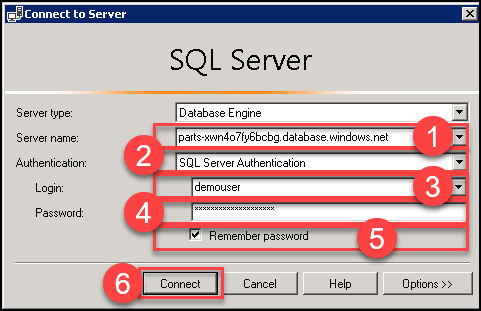 Connect to Server
SQL Server
Server type: Database Engine
Server name: parts-xwn4o7fy6bcbg.database.windows.net 1
Authentication: 2 SQL Server Authentication
Login: demouser 3
Password: 4 *******************
Remember password 5
6 Connect Cancel Help Options >>